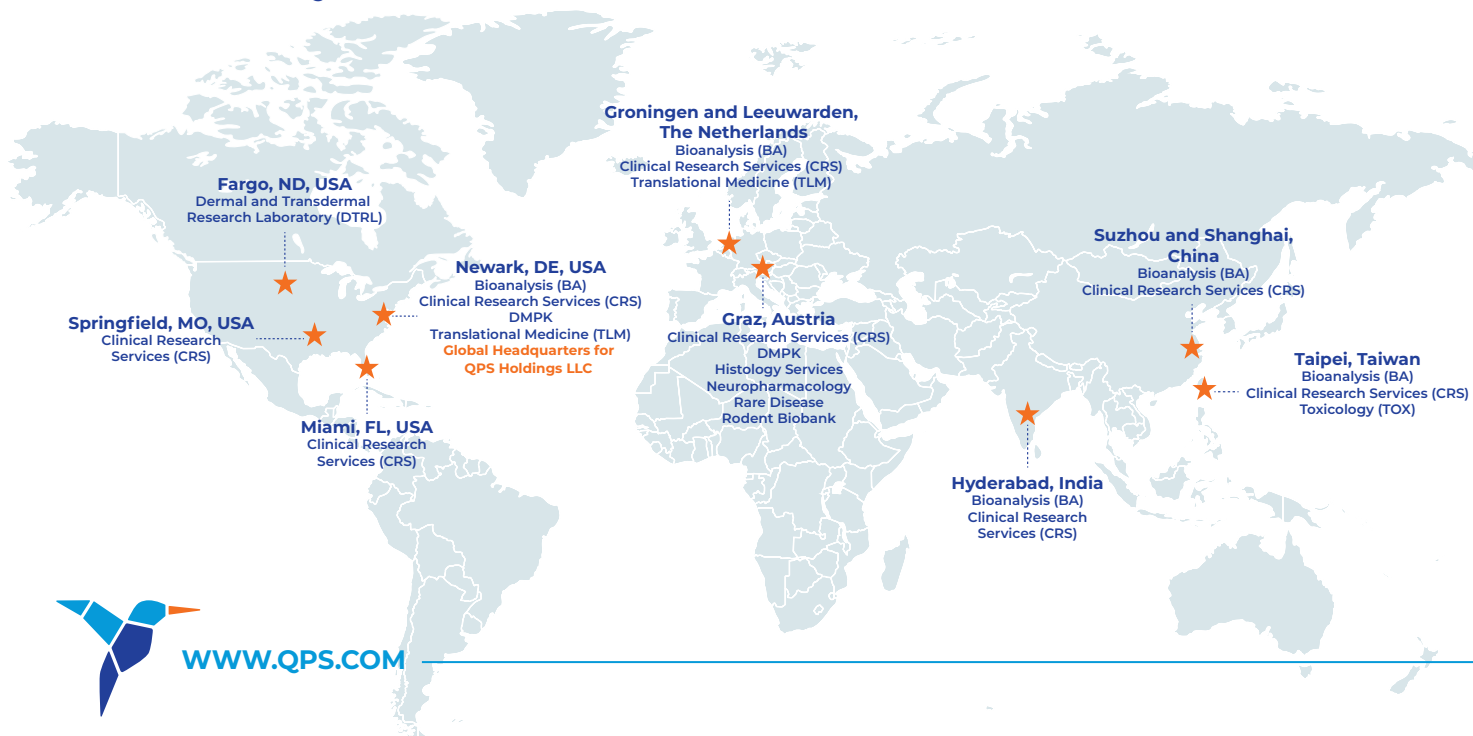 Groningen and Leeuwarden,
The Netherlands
Bioanalysis (BA)
Clinical Research Services (CRS)
Translational Medicine (TLM)
Fargo, ND, USA
Dermal and Transdermal
Research Laboratory (DTRL)
Newark, DE, USA
Bioanalysis (BA)
Clinical Research Services (CRS)
DMPK
Translational Medicine (TLM)
Global Headquarters for
QPS Holdings LLC
Springfield, MO, USA
Clinical Research
Services (CRS)
Miami, FL, USA
Clinical Research
Services (CRS)
Graz, Austria
Clinical Research Services (CRS)
DMPK
Histology Services
Neuropharmacology
Rare Disease
Rodent Biobank
Suzhou and Shanghai,
China
Bioanalysis (BA)
Clinical Research Services (CRS)
Taipei, Taiwan
Bioanalysis (BA)
Clinical Research Services (CRS)
Toxicology (TOX)
Hyderabad, India
Bioanalysis (BA)
Clinical Research
Services (CRS)
WWW.QPS.COM